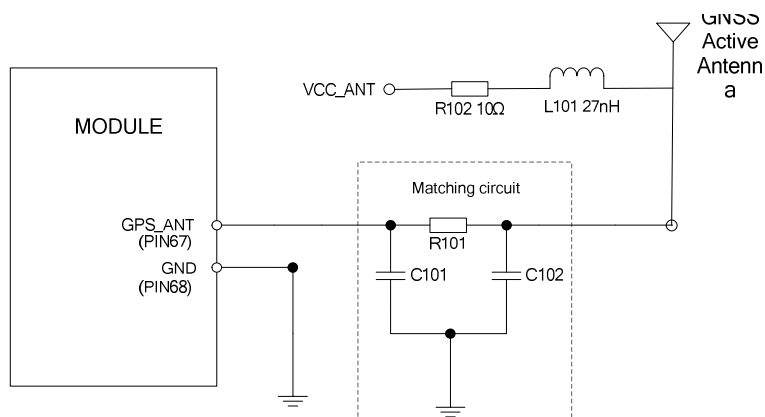 GNSS
Active
Antenn
a
VCC_ANT
R102 10Ω
L101 27nH
MODULE
Matching circuit
GPS_ANT
(PIN67)
R101
GND
(PIN68)
C101
C102